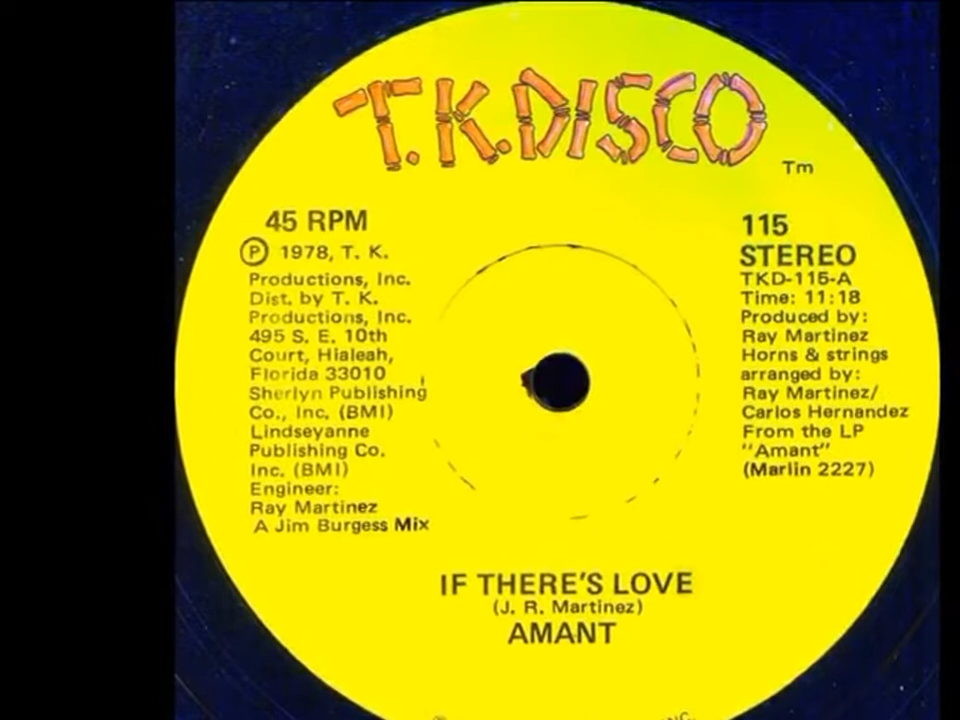 T.K.DISCO
Tm
45 RPM
Ⓟ 1978, T. K.
Productions, Inc.
Dist. by T. K.
Productions, Inc.
495 S. E. 10th
Court, Hialeah,
Florida 33010
Sherlyn Publishing
Co., Inc. (BMI)
Lindseyanne
Publishing Co.
Inc. (BMI)
Engineer:
Ray Martinez
A Jim Burgess Mix
115
STEREO
TKD-115-A
Time: 11:18
Produced by:
Ray Martinez
Horns & strings
arranged by:
Ray Martinez/
Carlos Hernandez
From the LP
"Amant"
(Marlin 2227)
IF THERE'S LOVE
(J. R. Martinez)
AMANT